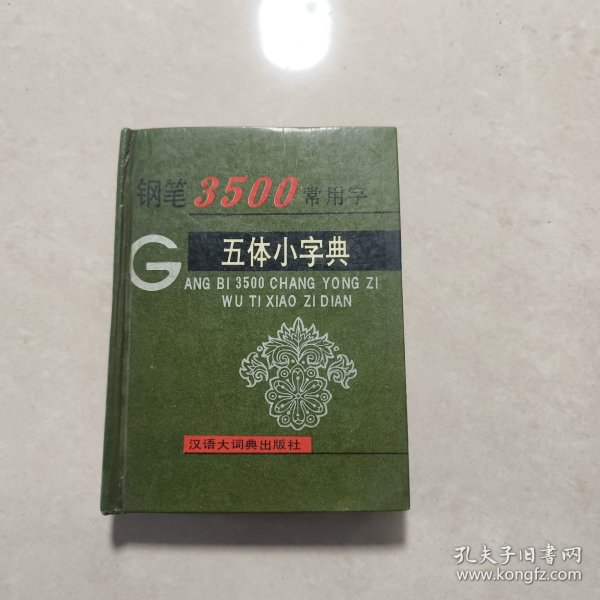 钢笔3500常用字
五体小字典
GANG BI 3500 CHANG YONG ZI
WU TI XIAO ZI DIAN
汉语大词典出版社
孔夫子旧书网
www.kongfz.com